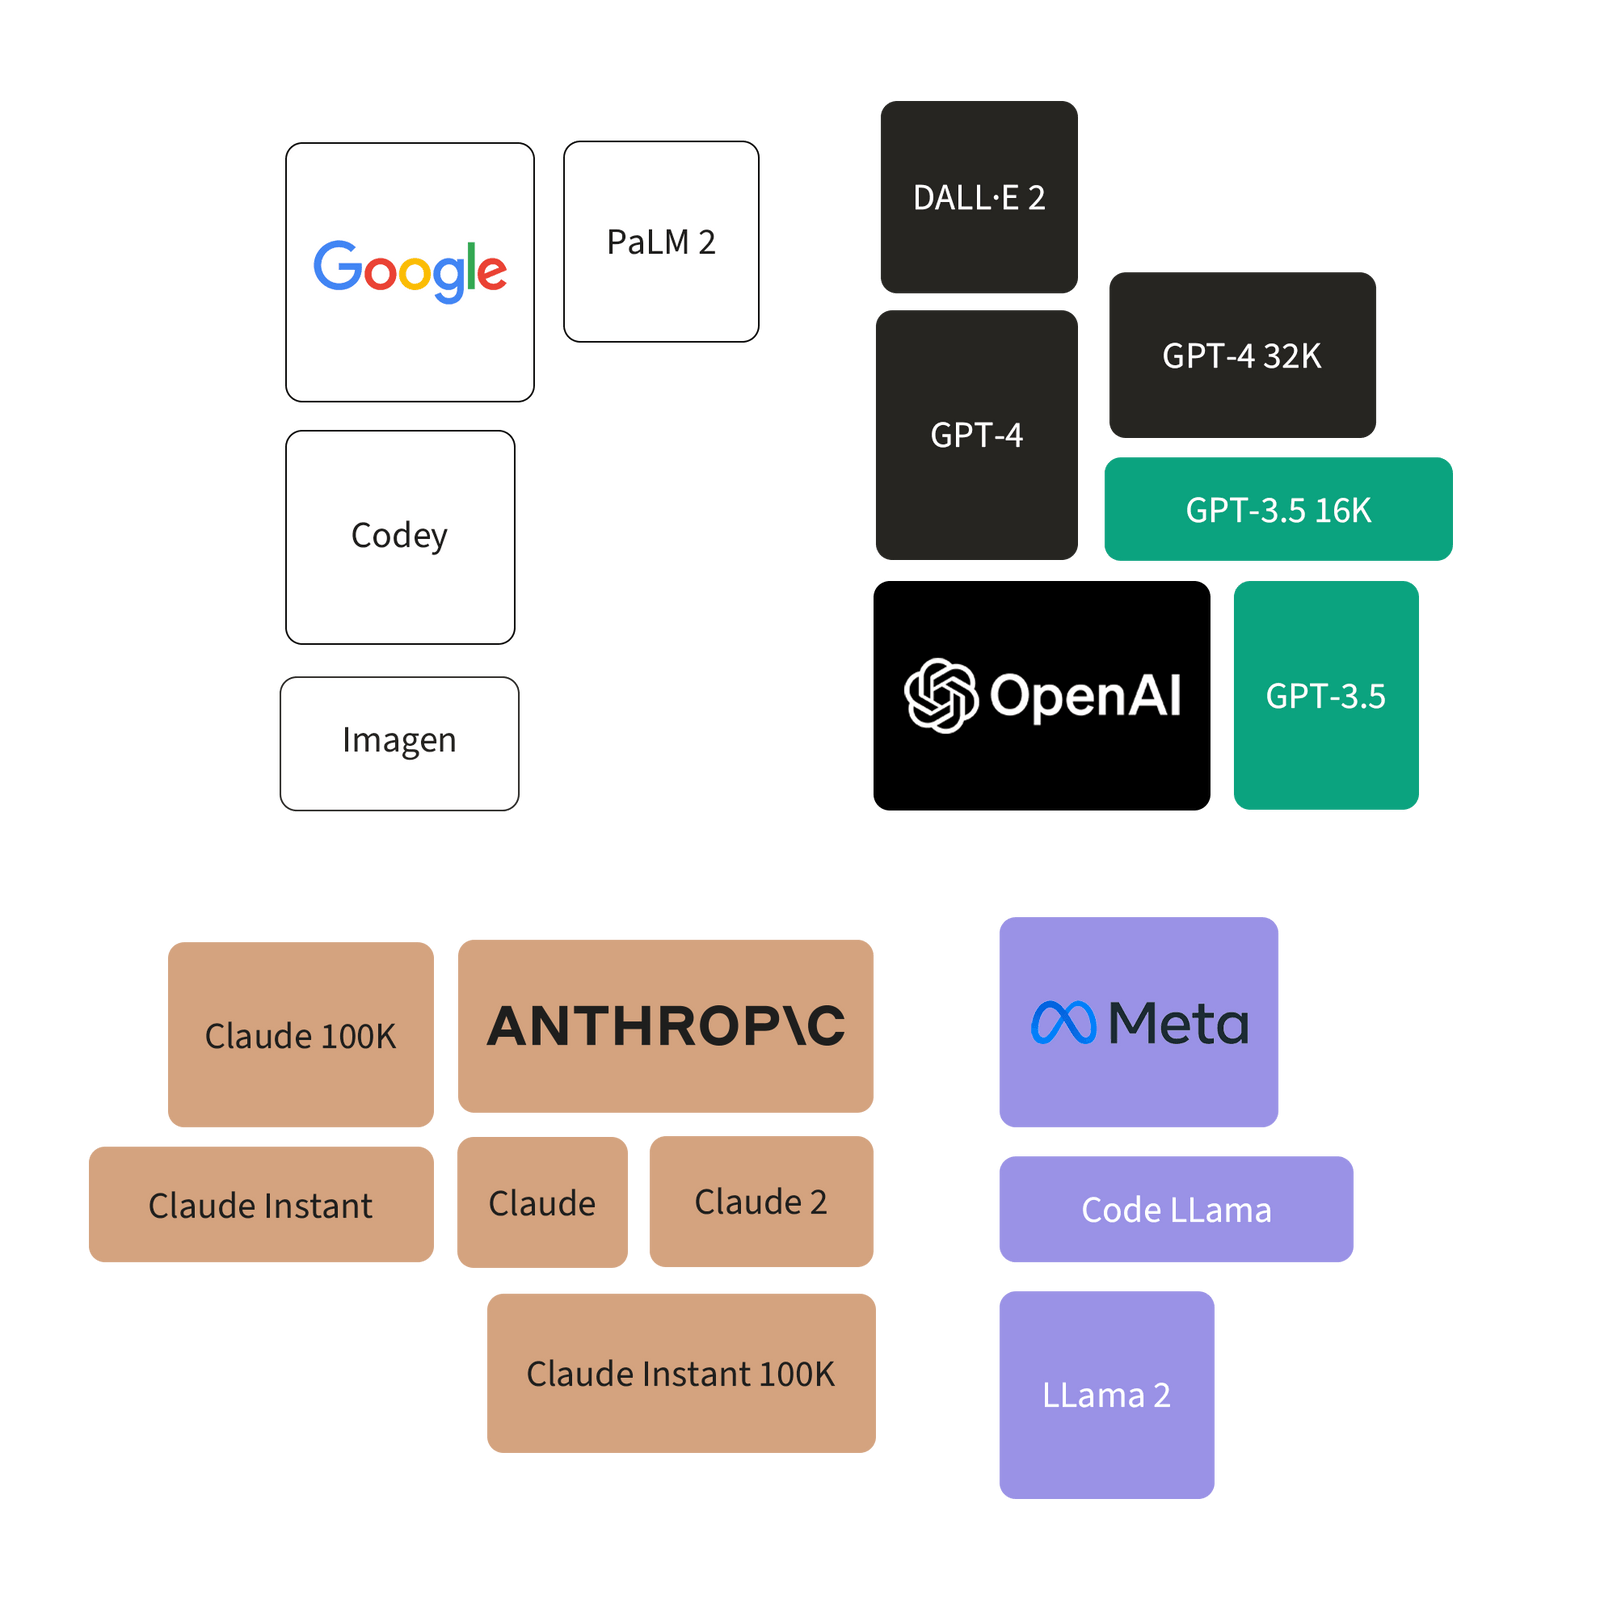 Google
PaLM 2
Codey
Imagen
DALL·E 2
GPT-4 32K
GPT-4
GPT-3.5 16K
OpenAI
GPT-3.5
Claude 100K
ANTHROP\C
Claude Instant
Claude
Claude 2
Claude Instant 100K
Meta
Code LLama
LLama 2